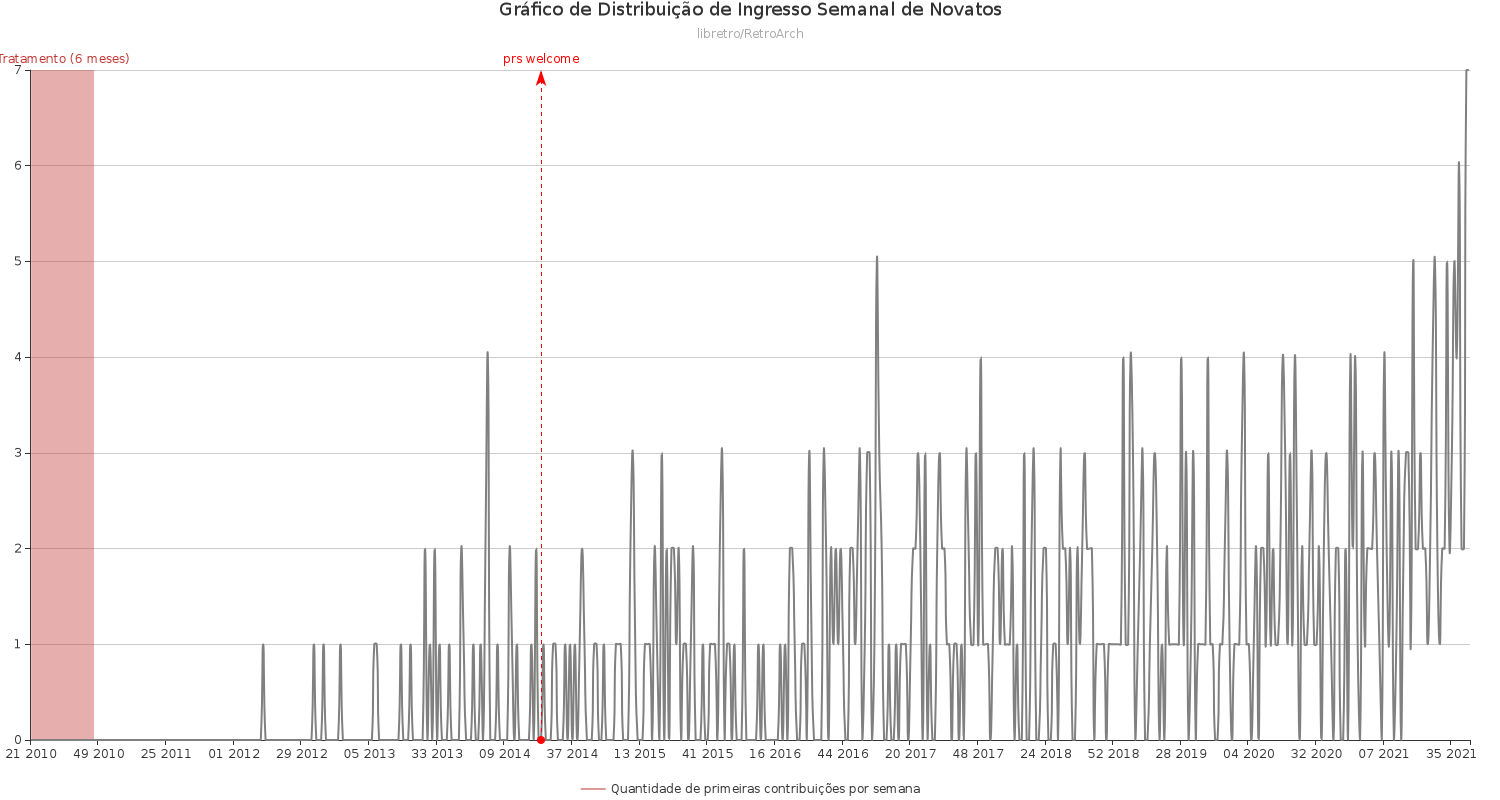 Gráfico de Distribuição de Ingresso Semanal de Novatos
libretro/RetroArch
Tratamento (6 meses)
prs welcome
7
6
5
4
3
2
1
0
21 2010 49 2010 25 2011 01 2012 29 2012 05 2013 33 2013 09 2014 37 2014 13 2015 41 2015 16 2016 44 2016 20 2017 48 2017 24 2018 52 2018 28 2019 04 2020 32 2020 07 2021 35 2021
Quantidade de primeiras contribuições por semana